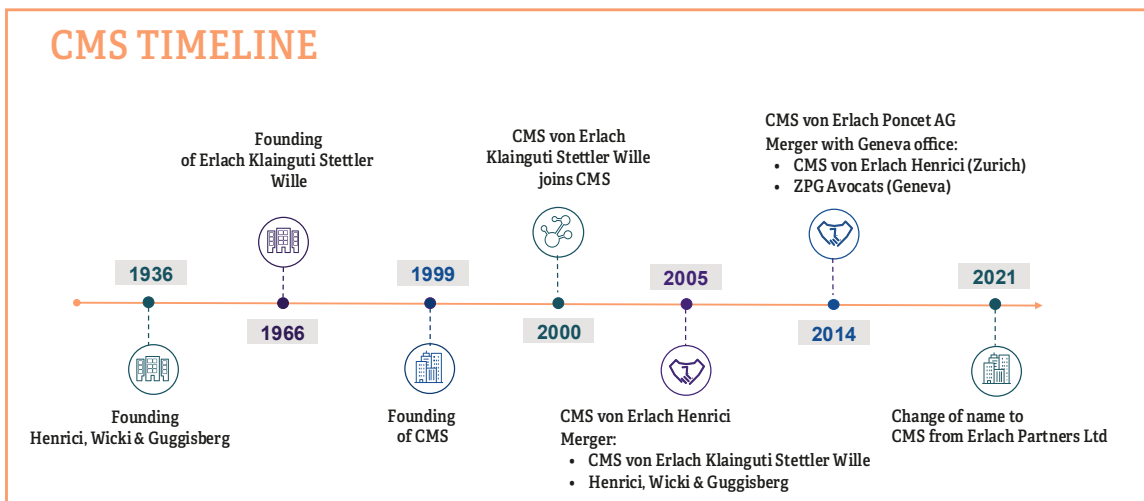 CMS TIMELINE
1936
Founding
Henrici, Wicki & Guggisberg
Founding
of Erlach Klainguti Stettler
Wille
1966
1999
Founding
of CMS
CMS von Erlach
Klainguti Stettler Wille
joins CMS
2000
2005
CMS von Erlach Henrici
Merger:
• CMS von Erlach Klainguti Stettler Wille
• Henrici, Wicki & Guggisberg
CMS von Erlach Poncet AG
Merger with Geneva office:
• CMS von Erlach Henrici (Zurich)
• ZPG Avocats (Geneva)
2014
2021
Change of name to
CMS from Erlach Partners Ltd